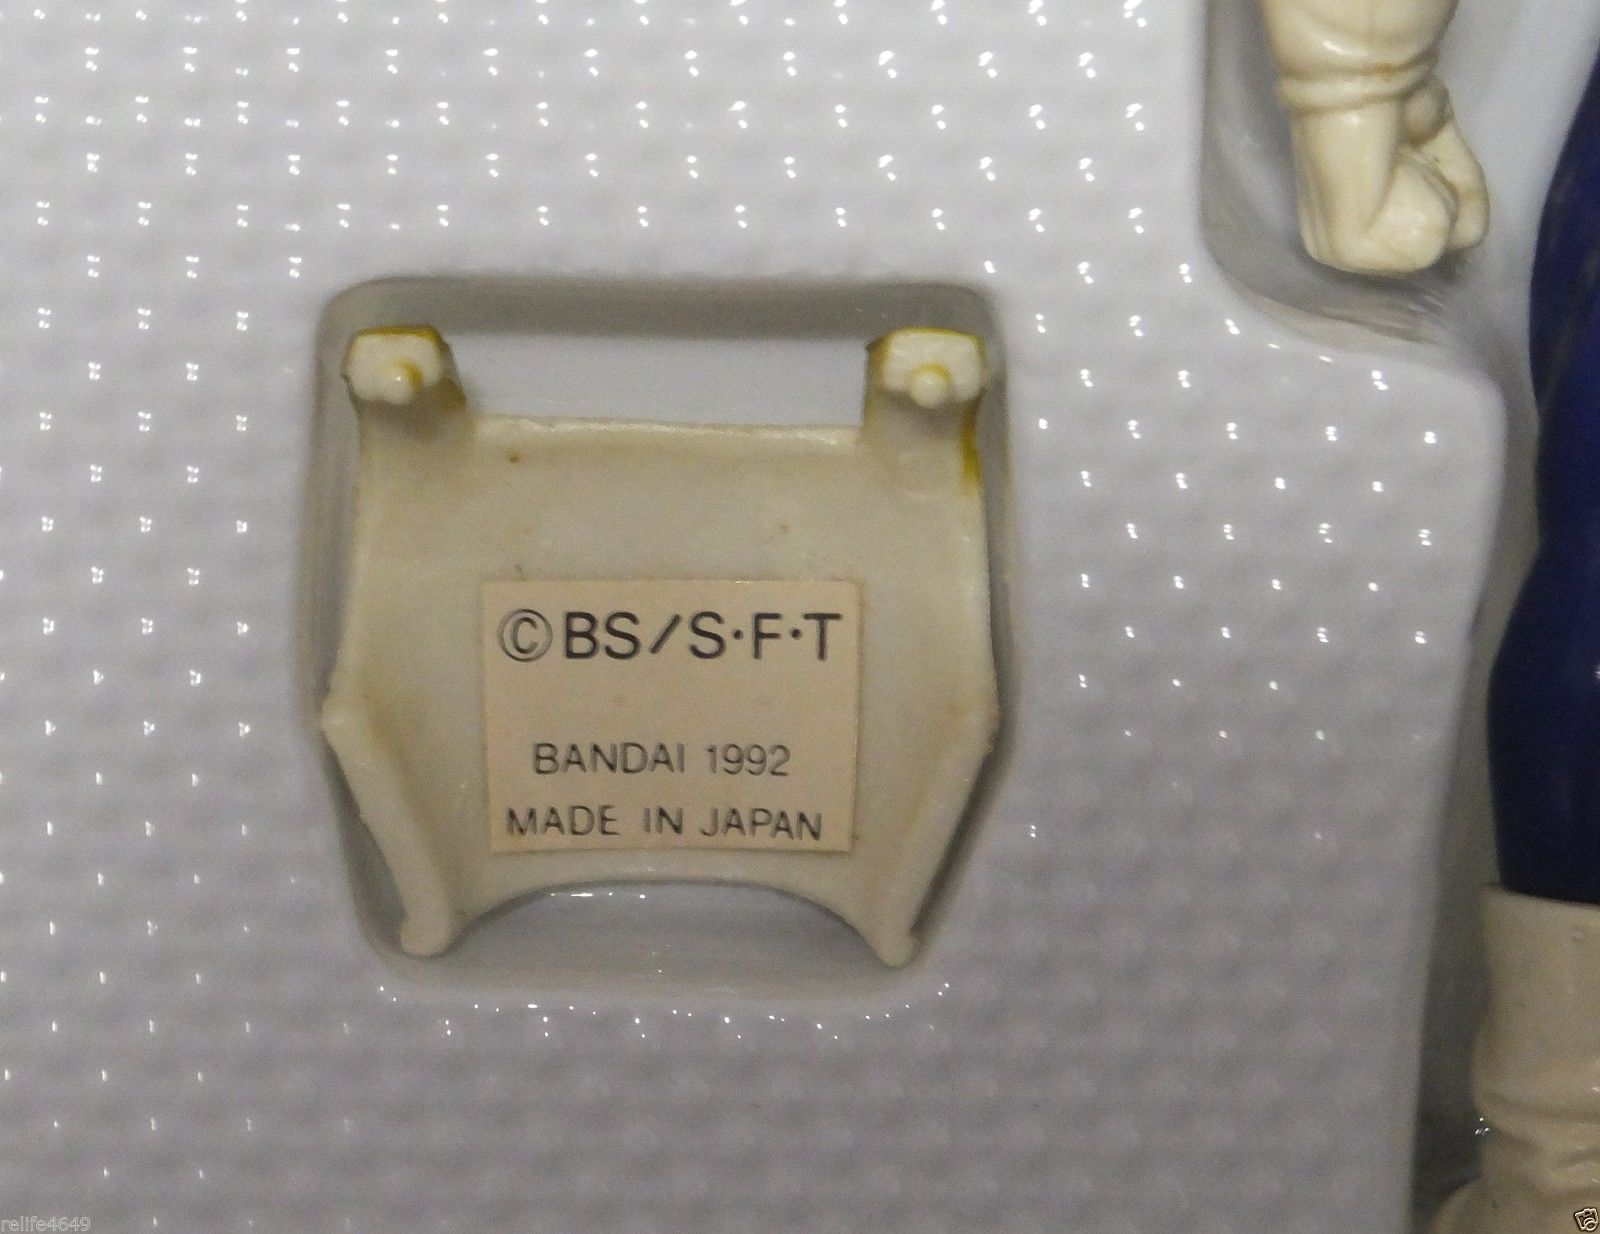 ©BS/S·F·T
BANDAI 1992
MADE IN JAPAN
relife4649